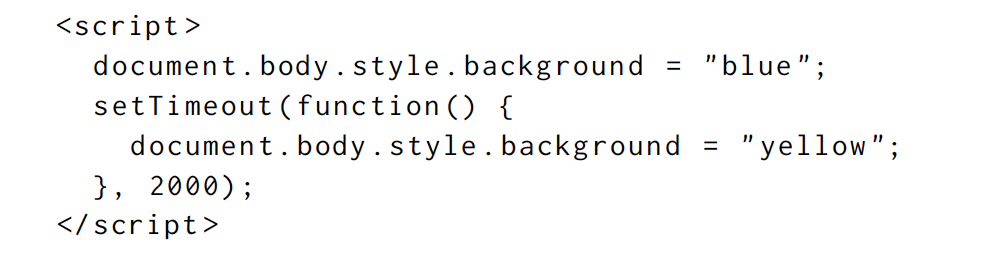 <script>
document.body.style.background = "blue";
setTimeout(function() {
document.body.style.background = "yellow";
}, 2000);
</script>